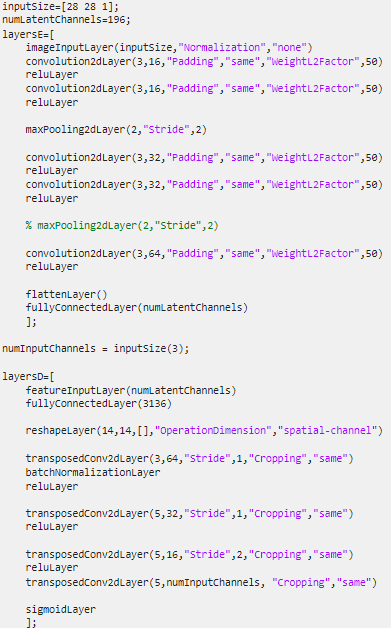 inputSize=[28 28 1];
numLatentChannels=196;
layersE=[
imageInputLayer(inputSize,"Normalization","none")
convolution2dLayer(3,16,"Padding","same","WeightL2Factor",50)
reluLayer
convolution2dLayer(3,16,"Padding","same","WeightL2Factor",50)
reluLayer
maxPooling2dLayer(2,"Stride",2)
convolution2dLayer(3,32,"Padding","same","WeightL2Factor",50)
reluLayer
convolution2dLayer(3,32,"Padding","same","WeightL2Factor",50)
reluLayer
% maxPooling2dLayer(2,"Stride",2)
convolution2dLayer(3,64,"Padding","same","WeightL2Factor",50)
reluLayer
flattenLayer()
fullyConnectedLayer(numLatentChannels)
];
numInputChannels = inputSize(3);
layersD=[
featureInputLayer(numLatentChannels)
fullyConnectedLayer(3136)
reshapeLayer(14,14,[],"OperationDimension","spatial-channel")
transposedConv2dLayer(3,64,"Stride",1,"Cropping","same")
batchNormalizationLayer
reluLayer
transposedConv2dLayer(5,32,"Stride",1,"Cropping","same")
reluLayer
transposedConv2dLayer(5,16,"Stride",2,"Cropping","same")
reluLayer
transposedConv2dLayer(5,numInputChannels, "Cropping","same")
sigmoidLayer
];